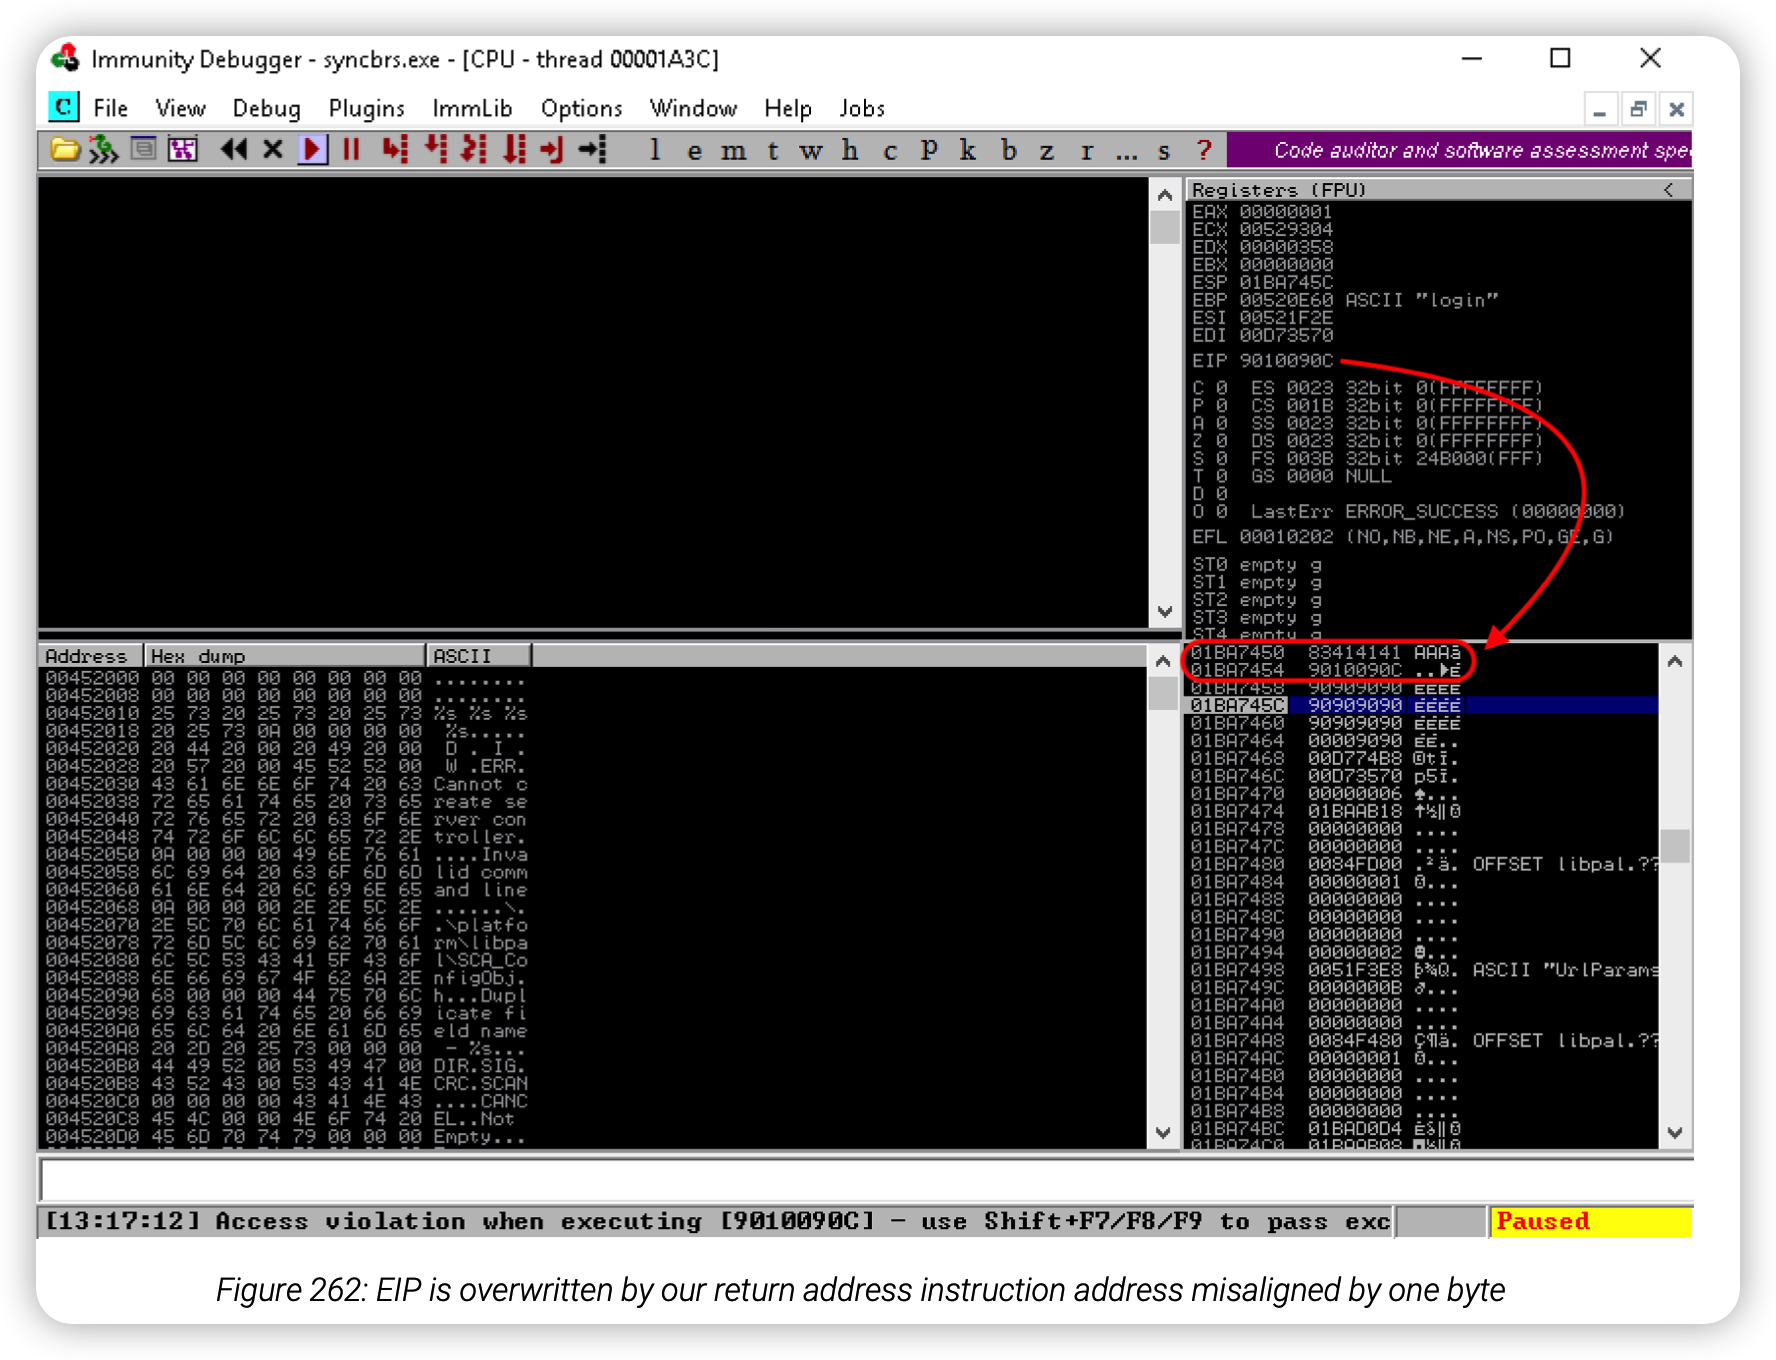 Immunity Debugger - syncbrs.exe - [CPU - thread 00001A3C]
C File View Debug Plugins ImmLib Options Window Help Jobs
l e m t w h c P k b z r ... s ? Code auditor and software assessment spe
Registers (FPU) <
EAX 00000001
ECX 00529304
EDX 00000358
EBX 00000000
ESP 01BA745C
EBP 00520E60 ASCII "login"
ESI 00521F2E
EDI 00D73570
EIP 9010090C
C 0 ES 0023 32bit 0(FFFFFFFF)
P 0 CS 001B 32bit 0(FFFFFFFF)
A 0 SS 0023 32bit 0(FFFFFFFF)
Z 0 DS 0023 32bit 0(FFFFFFFF)
S 0 FS 003B 32bit 24B000(FFF)
T 0 GS 0000 NULL
D 0
O 0 LastErr ERROR_SUCCESS (00000000)
EFL 00010202 (NO,NB,NE,A,NS,PO,GE,G)
ST0 empty g
ST1 empty g
ST2 empty g
ST3 empty g
ST4 empty g
Address Hex dump ASCII
00452000 00 00 00 00 00 00 00 00 ........
00452008 00 00 00 00 00 00 00 00 ........
00452010 25 73 20 25 73 20 25 73 %s %s %s
00452018 20 25 73 0A 00 00 00 00 %s.....
00452020 20 44 20 00 20 49 20 00 D . I .
00452028 20 57 20 00 45 52 52 00 W .ERR.
00452030 43 61 6E 6E 6F 74 20 63 Cannot c
00452038 72 65 61 74 65 20 73 65 reate se
00452040 72 76 65 72 20 63 6F 6E rver con
00452048 74 72 6F 6C 6C 65 72 2E troller.
00452050 0A 00 00 00 49 6E 76 61 ....Inva
00452058 6C 69 64 20 63 6F 6D 6D lid comm
00452060 61 6E 64 20 6C 69 6E 65 and line
00452068 0A 00 00 00 2E 2E 5C 2E ......\.
00452070 2E 5C 70 6C 61 74 66 6F .\platfo
00452078 72 6D 5C 6C 69 62 70 61 rm\libpa
00452080 6C 5C 53 43 41 5F 43 6F l\SCA_Co
00452088 6E 66 69 67 4F 62 6A 2E nfigObj.
00452090 68 00 00 00 44 75 70 6C h...Dupl
00452098 69 63 61 74 65 20 66 69 icate fi
004520A0 65 6C 64 20 6E 61 6D 65 eld name
004520A8 20 2D 20 25 73 00 00 00 - %s...
004520B0 44 49 52 00 53 49 47 00 DIR.SIG.
004520B8 43 52 43 00 53 43 41 4E CRC.SCAN
004520C0 00 00 00 00 43 41 4E 43 ....CANC
004520C8 45 4C 00 00 4E 6F 74 20 EL..Not
004520D0 45 6D 70 74 79 00 00 00 Empty...
01BA7450 83414141 AAAâ
01BA7454 9010090C ..►É
01BA7458 90909090 ÉÉÉÉ
01BA745C 90909090 ÉÉÉÉ
01BA7460 90909090 ÉÉÉÉ
01BA7464 00009090 ÉÉ..
01BA7468 00D774B8
01BA746C 00D73570
01BA7470 00000006 ♠...
01BA7474 01BAAB18
01BA7478 00000000 ....
01BA747C 00000000 ....
01BA7480 0084FD00 .²ä. OFFSET libpal.??
01BA7484 00000001 ☺...
01BA7488 00000000 ....
01BA748C 00000000 ....
01BA7490 00000000 ....
01BA7494 00000002 ☻...
01BA7498 0051F3E8 Þ¾Q. ASCII "UrlParams
01BA749C 0000000B ♂...
01BA74A0 00000000 ....
01BA74A4 00000000 ....
01BA74A8 0084F480 Ç¶ä. OFFSET libpal.??
01BA74AC 00000001 ☺...
01BA74B0 00000000 ....
01BA74B4 00000000 ....
01BA74B8 00000000 ....
01BA74BC 01BAD0D4
01BA74C0 01BAAB08
[13:17:12] Access violation when executing [9010090C] - use Shift+F7/F8/F9 to pass exc
Paused
Figure 262: EIP is overwritten by our return address instruction address misaligned by one byte